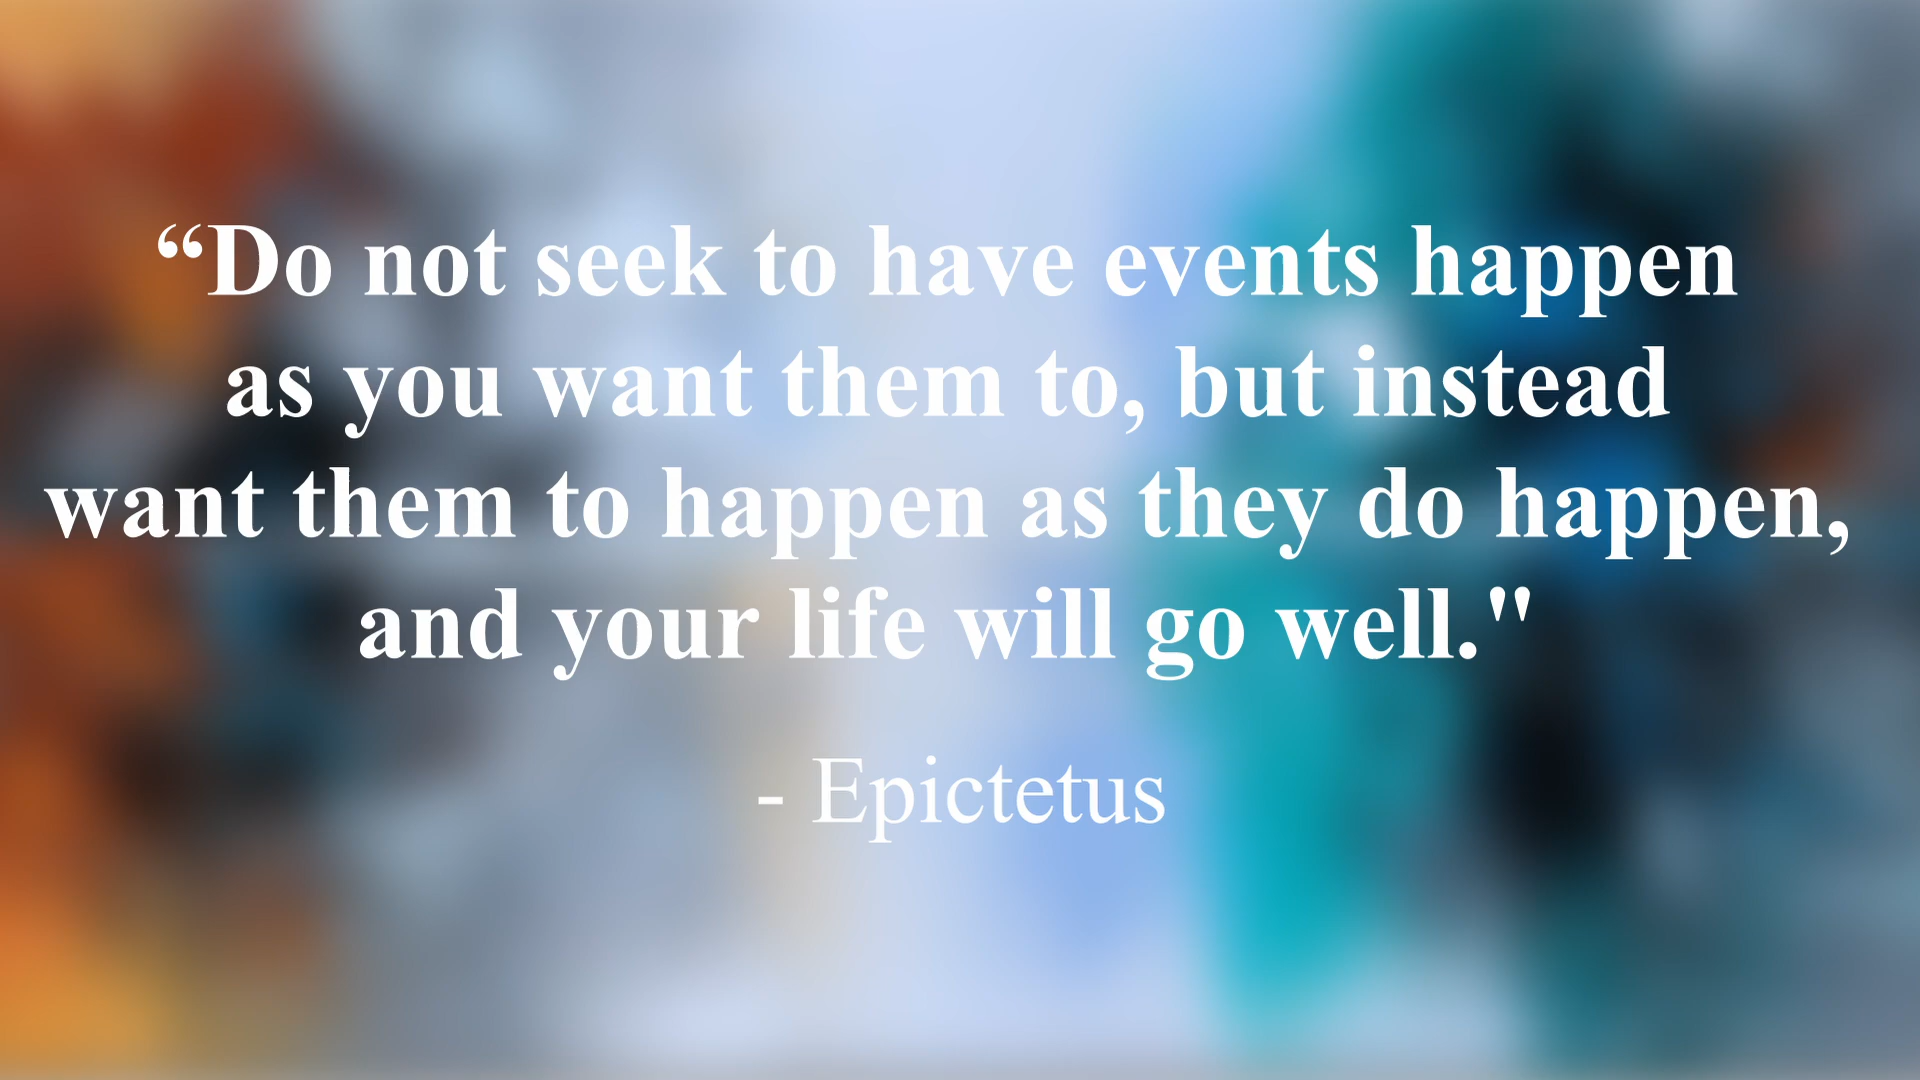 “Do not seek to have events happen
as you want them to, but instead
want them to happen as they do happen,
and your life will go well."
- Epictetus